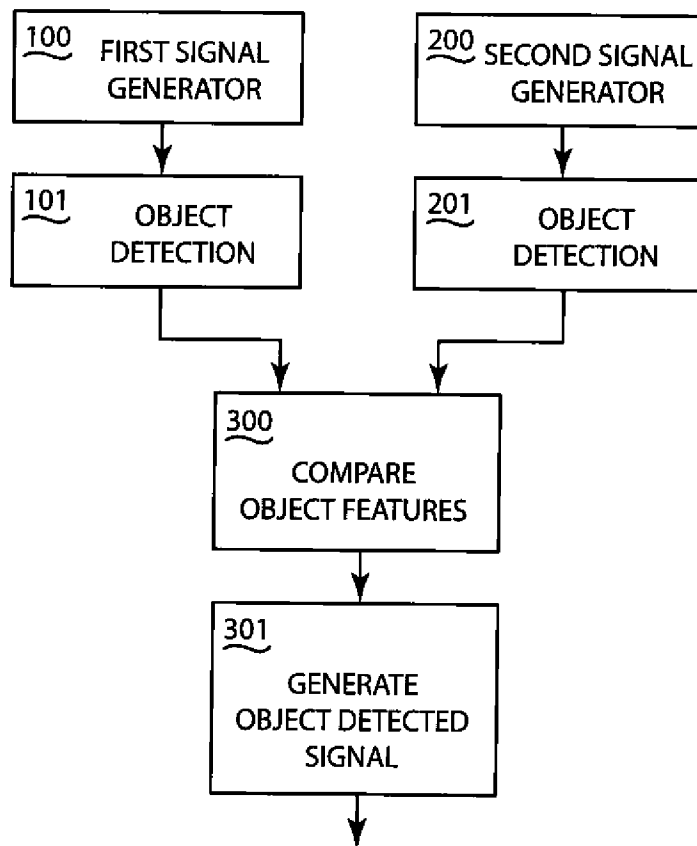 100 FIRST SIGNAL
GENERATOR
200 SECOND SIGNAL
GENERATOR
101 OBJECT
DETECTION
201 OBJECT
DETECTION
300
COMPARE
OBJECT FEATURES
301
GENERATE
OBJECT DETECTED
SIGNAL